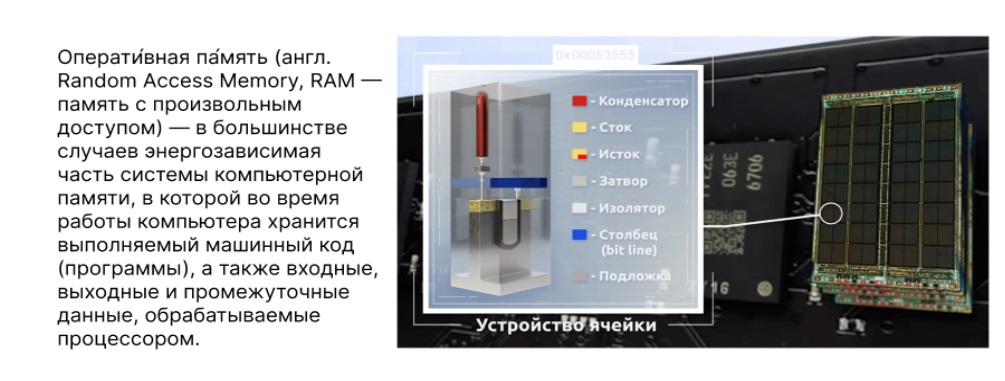 Операти́вная па́мять (англ.
Random Access Memory, RAM —
память с произвольным
доступом) — в большинстве
случаев энергозависимая
часть системы компьютерной
памяти, в которой во время
работы компьютера хранится
выполняемый машинный код
(программы), а также входные,
выходные и промежуточные
данные, обрабатываемые
процессором.
0x00053555
- Конденсатор
- Сток
- Исток
- Затвор
- Изолятор
- Столбец
(bit line)
- Подложка
Устройство ячейки
063E
6706